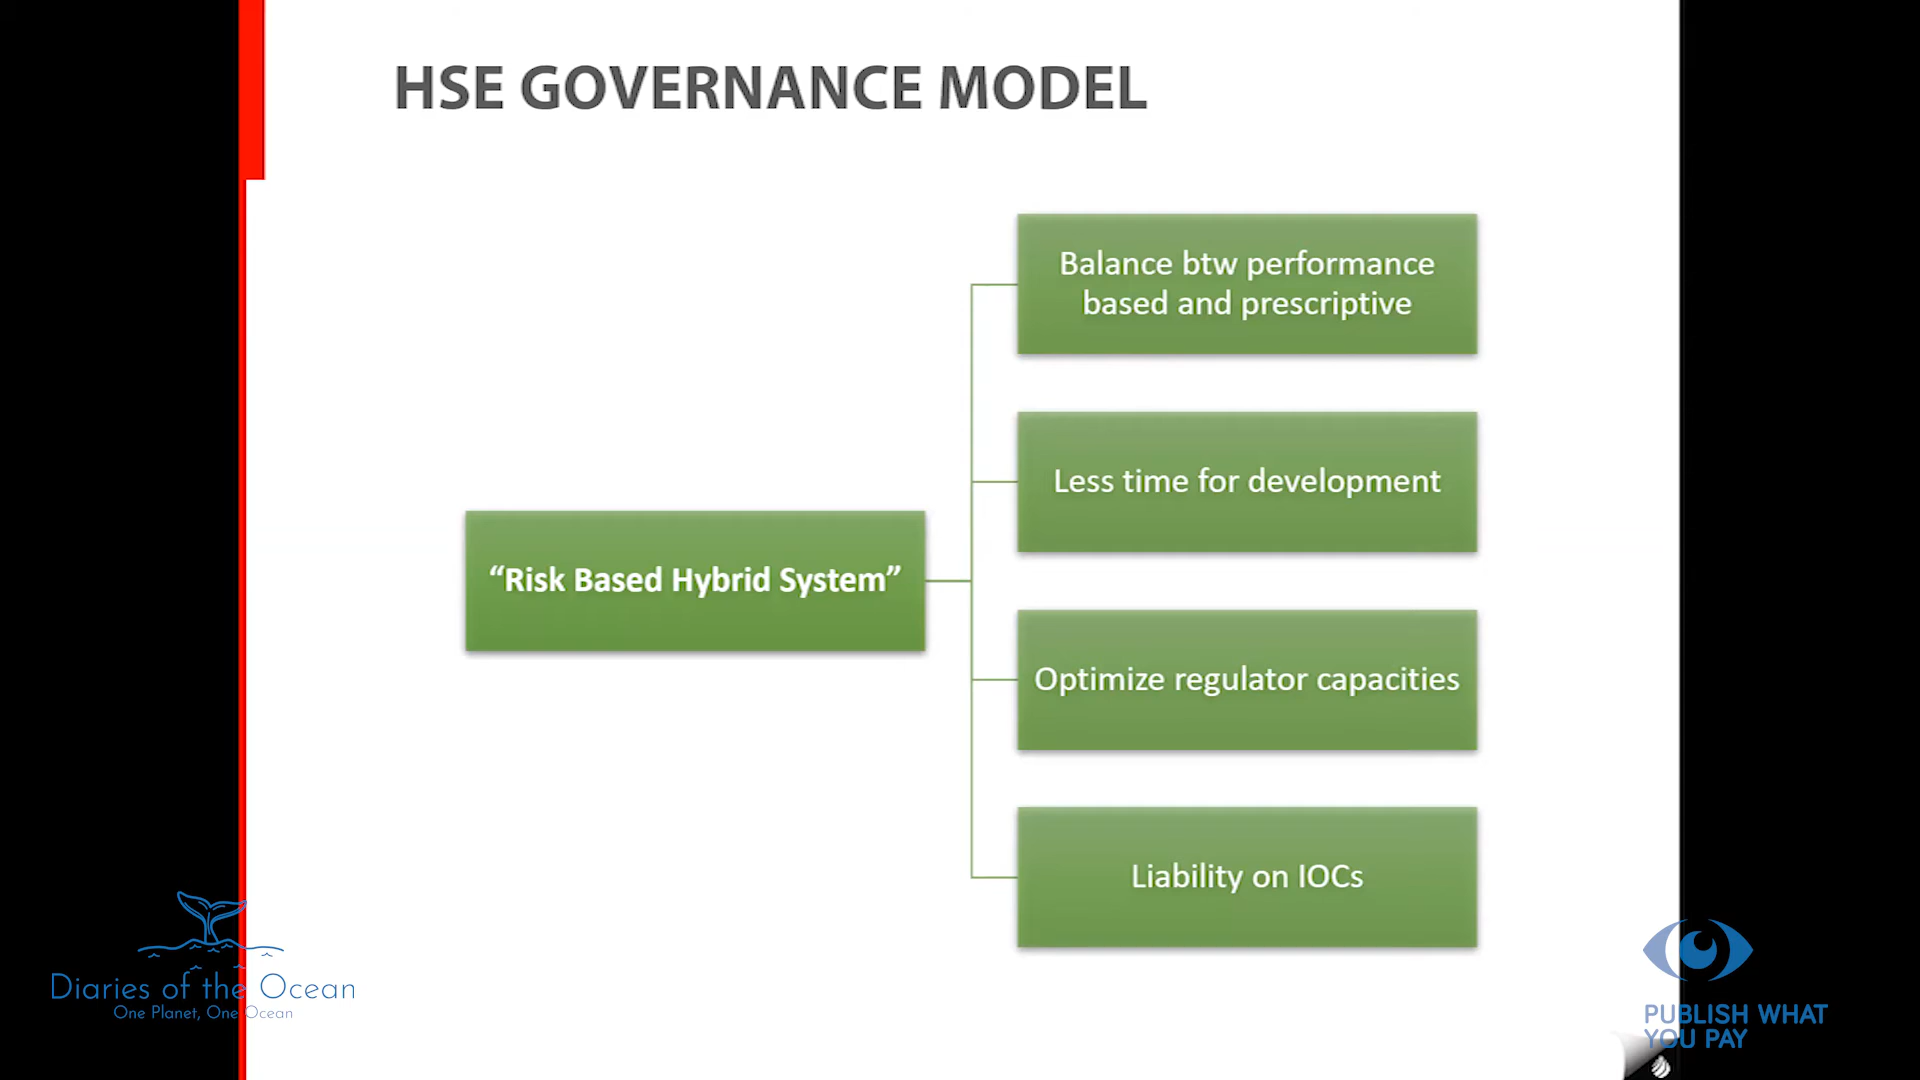 HSE GOVERNANCE MODEL
Balance btw performance
based and prescriptive
Less time for development
“Risk Based Hybrid System”
Optimize regulator capacities
Liability on IOCs
Diaries of the Ocean
One Planet, One Ocean
PUBLISH WHAT
YOU PAY